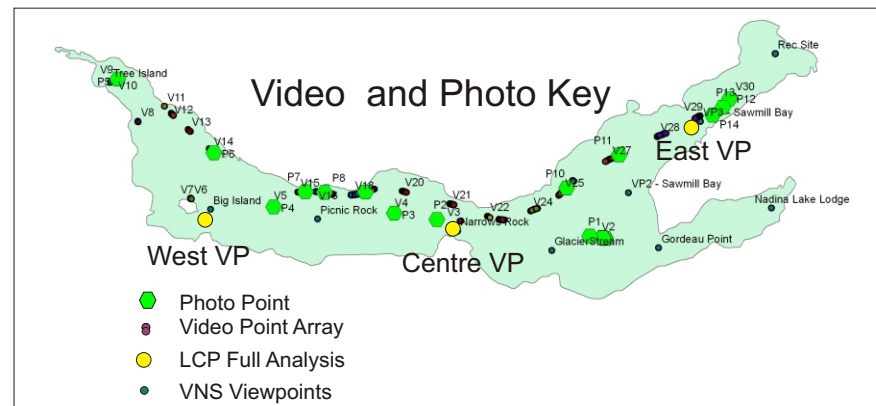 Video and Photo Key
Rec Site
V9
Tree Island
P5
V10
V8
V11
V12
V13
V14
P6
V7
V6
Big Island
V5
P4
P7
V15
V16
P8
V18
Picnic Rock
V20
V4
P3
V21
P2
V3
Narrows Rock
V22
V24
P10
V25
P11
V27
V28
V29
P13
V30
P12
VP3 - Sawmill Bay
P14
VP2 - Sawmill Bay
Nadina Lake Lodge
P1
V2
GlacierStream
Gordeau Point
West VP
Centre VP
East VP
Photo Point
Video Point Array
LCP Full Analysis
VNS Viewpoints